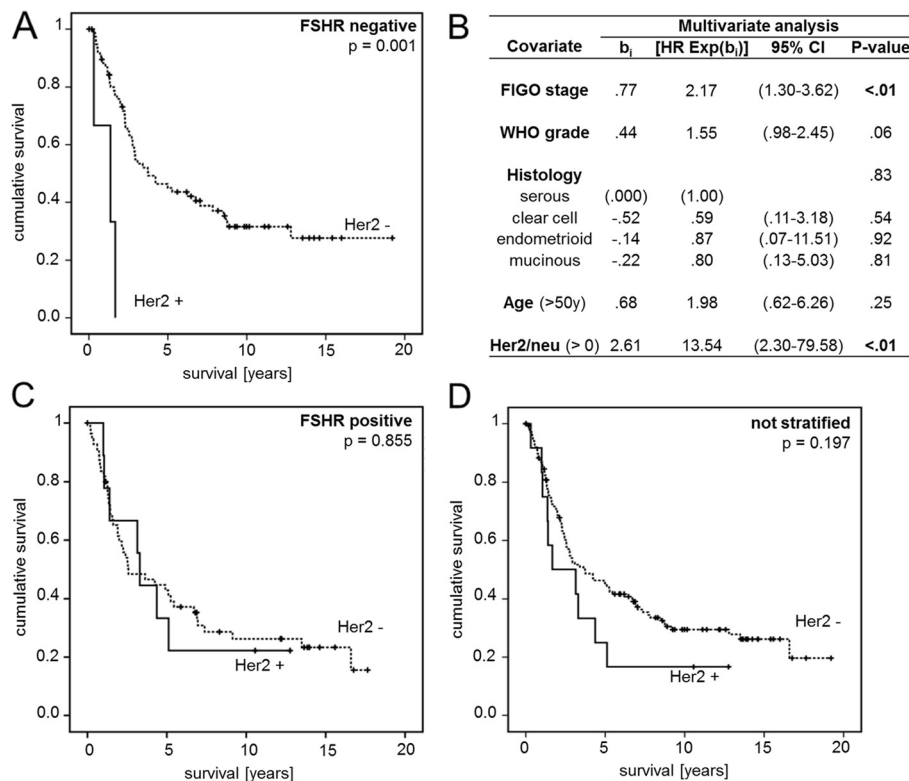 A
FSHR negative
p = 0.001
cumulative survival
1
0.8
0.6
0.4
0.2
0.0
Her2 -
Her2 +
0 5 10 15 20
survival [years]
B
Multivariate analysis
Covariate bi [HR Exp(bi)] 95% CI P-value
FIGO stage .77 2.17 (1.30-3.62) <.01
WHO grade .44 1.55 (.98-2.45) .06
Histology .83
serous (.000) (1.00)
clear cell -.52 .59 (.11-3.18) .54
endometrioid -.14 .87 (.07-11.51) .92
mucinous -.22 .80 (.13-5.03) .81
Age (>50y) .68 1.98 (.62-6.26) .25
Her2/neu (> 0) 2.61 13.54 (2.30-79.58) <.01
C
FSHR positive
p = 0.855
cumulative survival
1
0.8
0.6
0.4
0.2
0.0
Her2 -
Her2 +
0 5 10 15 20
survival [years]
D
not stratified
p = 0.197
cumulative survival
1
0.8
0.6
0.4
0.2
0.0
Her2 -
Her2 +
0 5 10 15 20
survival [years]